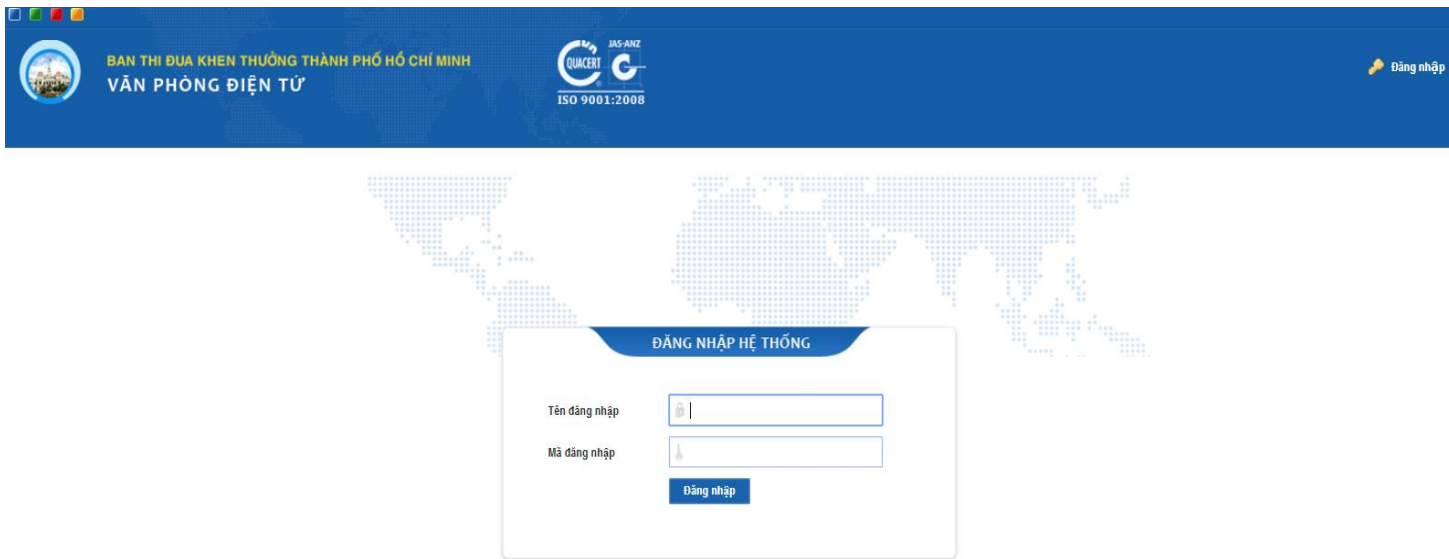 BAN THI ĐUA KHEN THƯỞNG THÀNH PHỐ HỒ CHÍ MINH
VĂN PHÒNG ĐIỆN TỬ
QUACERT
JAS-ANZ
ISO 9001:2008
Đăng nhập
ĐĂNG NHẬP HỆ THỐNG
Tên đăng nhập
Mã đăng nhập
Đăng nhập